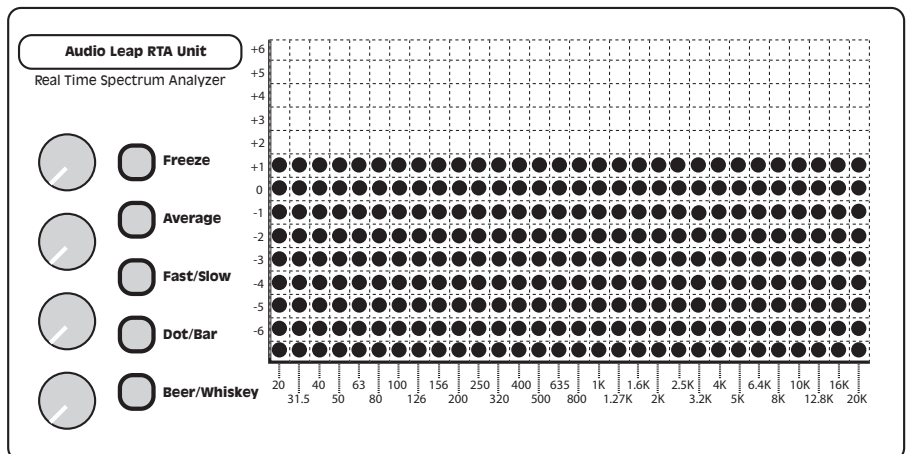 Audio Leap RTA Unit
Real Time Spectrum Analyzer
Freeze
Average
Fast/Slow
Dot/Bar
Beer/Whiskey
+6
+5
+4
+3
+2
+1
0
-1
-2
-3
-4
-5
-6
20 40 63 100 156 250 400 635 1K 1.6K 2.5K 4K 6.4K 10K 16K
31.5 50 80 126 200 320 500 800 1.27K 2K 3.2K 5K 8K 12.8K 20K